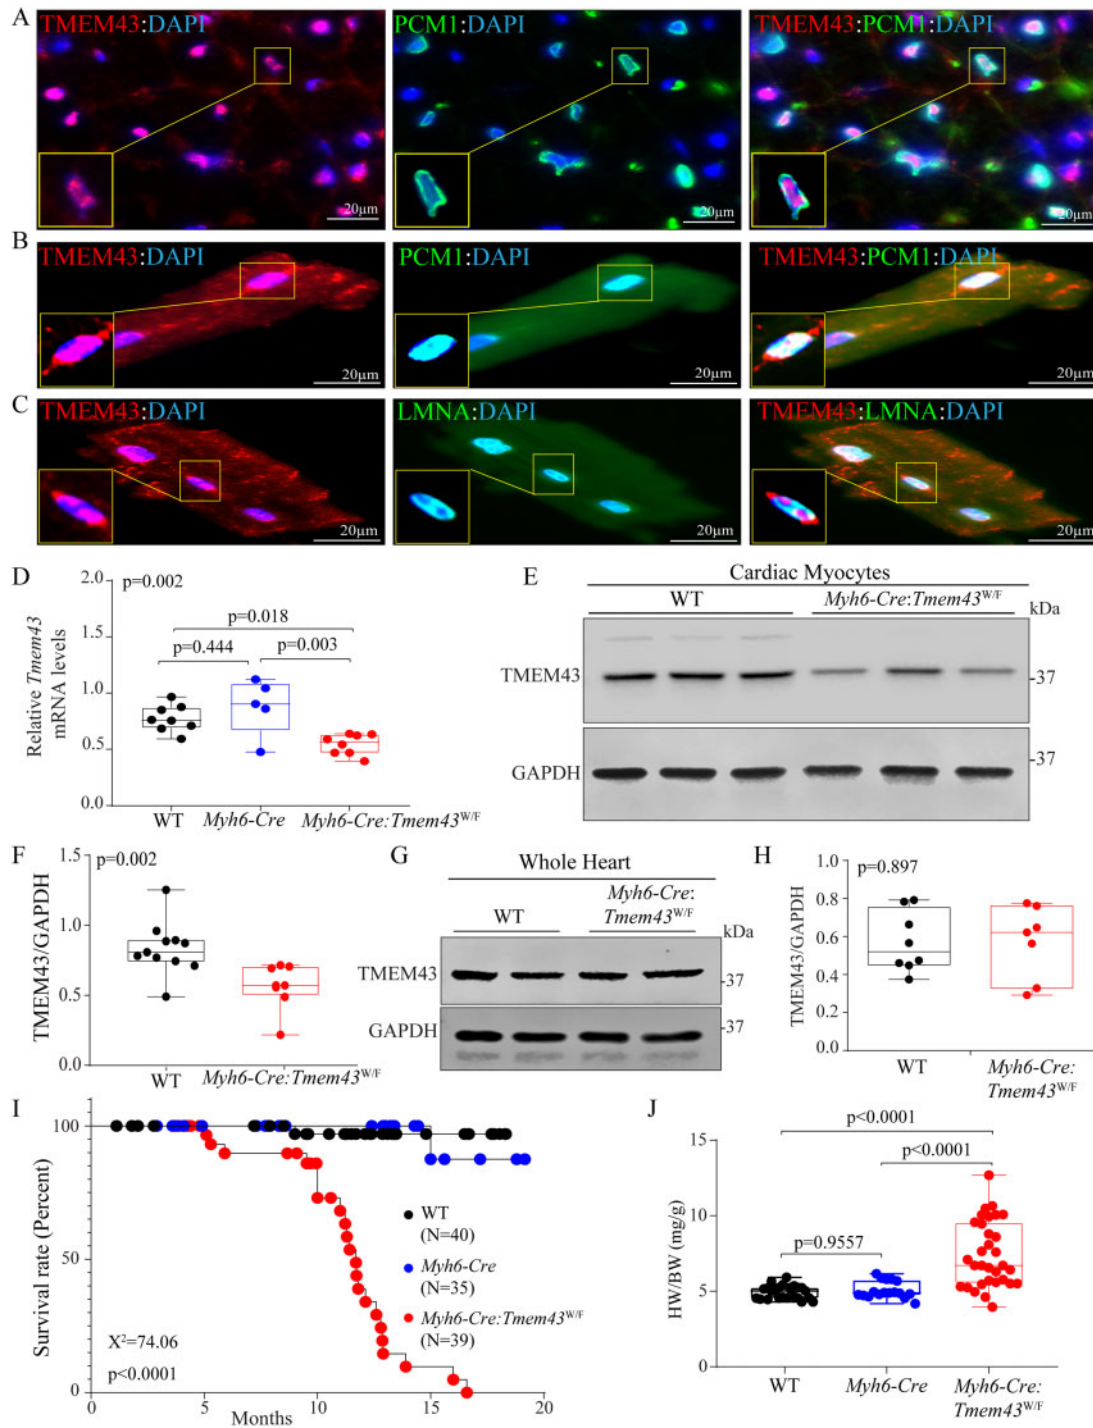 A
TMEM43:DAPI
PCM1:DAPI
TMEM43:PCM1:DAPI
20µm
20µm
20µm
B
TMEM43:DAPI
PCM1:DAPI
TMEM43:PCM1:DAPI
20µm
20µm
20µm
C
TMEM43:DAPI
LMNA:DAPI
TMEM43:LMNA:DAPI
20µm
20µm
20µm
D
p=0.002
p=0.018
p=0.444
p=0.003
Relative Tmem43
mRNA levels
2.0
1.5
1.0
0.5
0.0
WT
Myh6-Cre
Myh6-Cre:Tmem43W/F
E
Cardiac Myocytes
WT
Myh6-Cre:Tmem43W/F
kDa
TMEM43
-37
GAPDH
-37
F
p=0.002
TMEM43/GAPDH
1.5
1.0
0.5
0.0
WT
Myh6-Cre:Tmem43W/F
G
Whole Heart
WT
Myh6-Cre:
Tmem43W/F
kDa
TMEM43
-37
GAPDH
-37
H
p=0.897
TMEM43/GAPDH
1.0
0.8
0.6
0.4
0.2
0.0
WT
Myh6-Cre:
Tmem43W/F
I
Survival rate (Percent)
100
50
0
WT
(N=40)
Myh6-Cre
(N=35)
Myh6-Cre:Tmem43W/F
(N=39)
X²=74.06
p<0.0001
0
5
10
15
20
Months
J
p<0.0001
p<0.0001
p=0.9557
HW/BW (mg/g)
15
10
5
0
WT
Myh6-Cre
Myh6-Cre:
Tmem43W/F